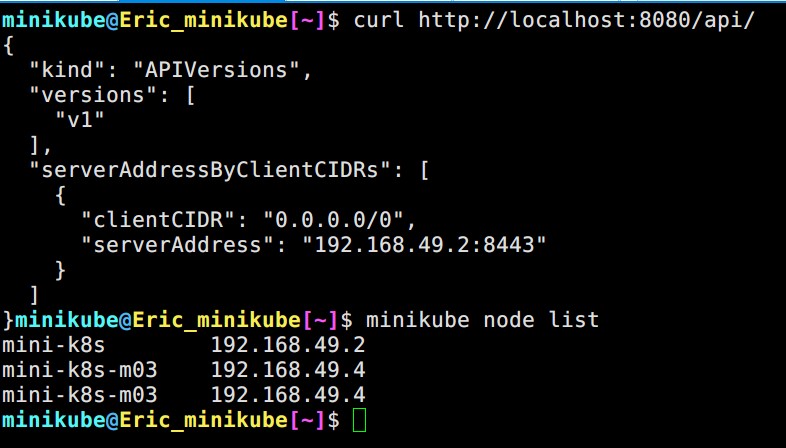 minikube@Eric_minikube[~]$ curl http://localhost:8080/api/
{
  "kind": "APIVersions",
  "versions": [
    "v1"
  ],
  "serverAddressByClientCIDRs": [
    {
      "clientCIDR": "0.0.0.0/0",
      "serverAddress": "192.168.49.2:8443"
    }
  ]
}minikube@Eric_minikube[~]$ minikube node list
mini-k8s        192.168.49.2
mini-k8s-m03    192.168.49.4
mini-k8s-m03    192.168.49.4
minikube@Eric_minikube[~]$